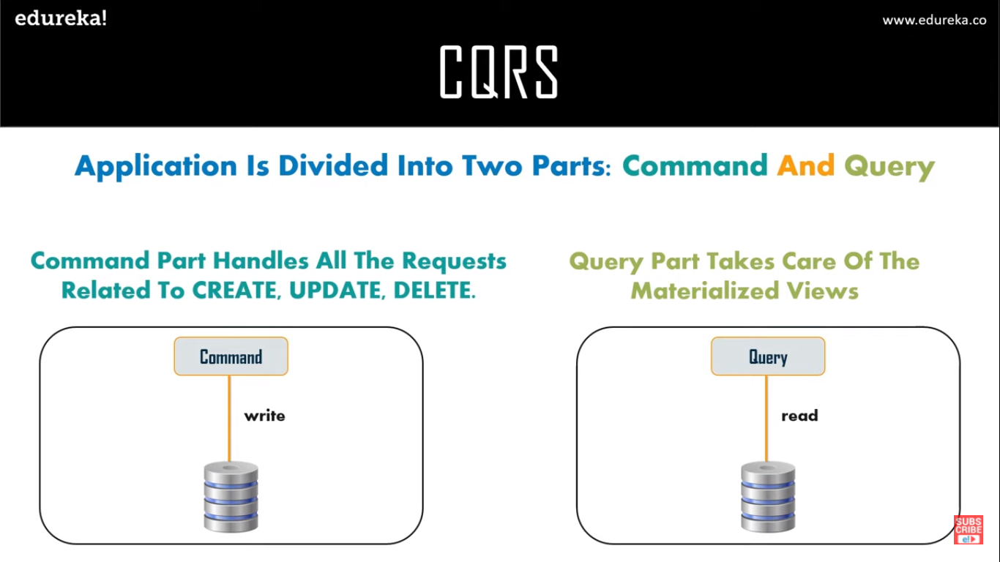 edureka!
www.edureka.co
CQRS
Application Is Divided Into Two Parts: Command And Query
Command Part Handles All The Requests
Related To CREATE, UPDATE, DELETE.
Query Part Takes Care Of The
Materialized Views
Command
write
Query
read
SUBS
CRIBE
e!